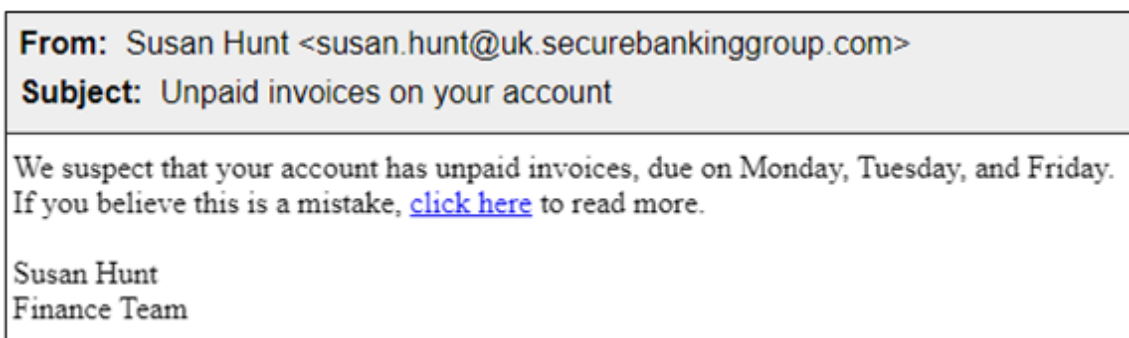 From: Susan Hunt <susan.hunt@uk.securebankinggroup.com>
Subject: Unpaid invoices on your account
We suspect that your account has unpaid invoices, due on Monday, Tuesday, and Friday.
If you believe this is a mistake, click here to read more.
Susan Hunt
Finance Team